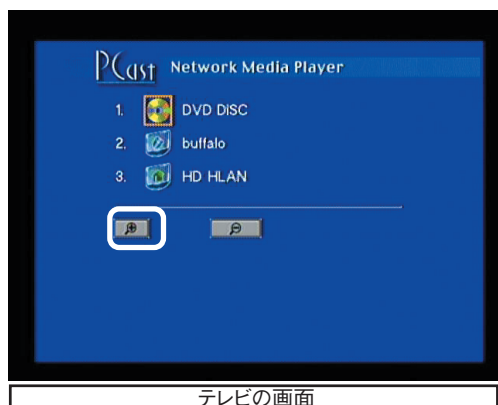 PCast Network Media Player
1. DVD DISC
2. buffalo
3. HD HLAN
テレビの画面